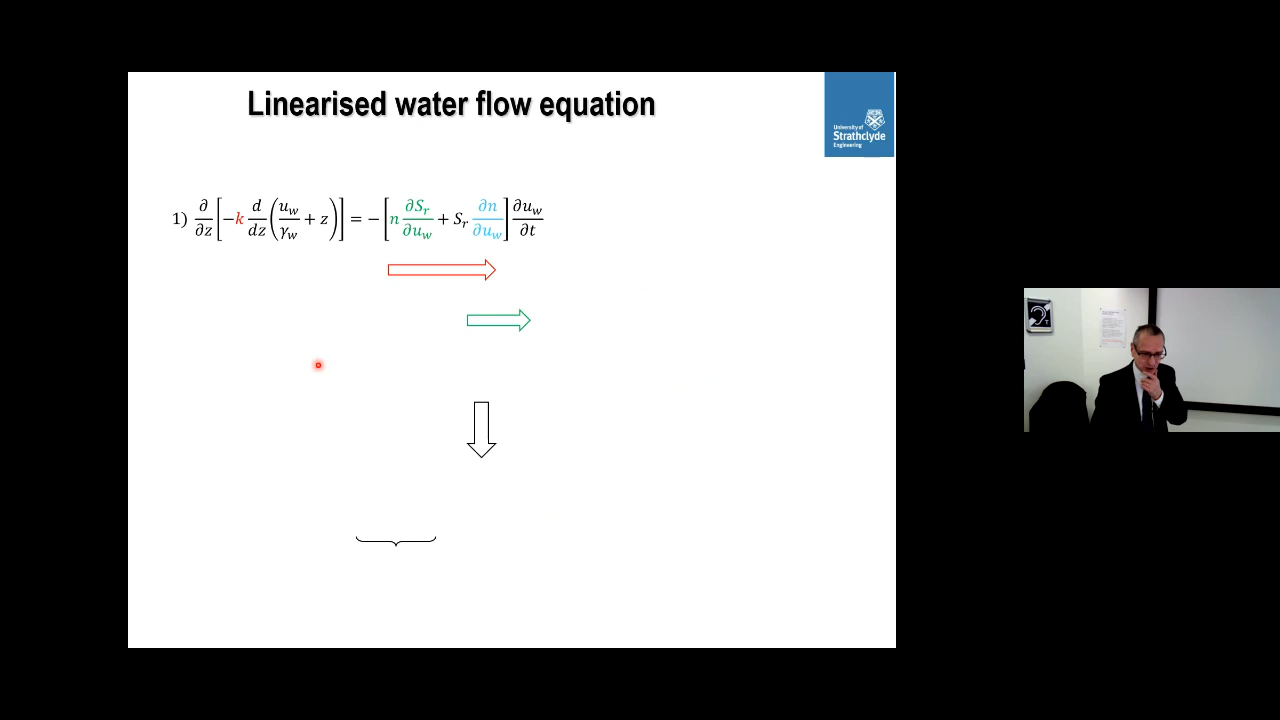 Linearised water flow equation
University of
Strathclyde
Engineering
1) ∂/∂z [−k d/dz (u_w/γ_w + z)] = −[n ∂S_r/∂u_w + S_r ∂n/∂u_w] ∂u_w/∂t